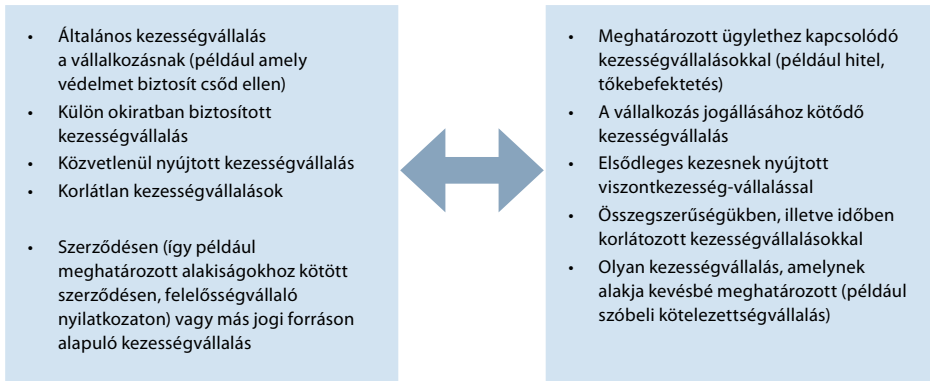 • Általános kezességvállalás
a vállalkozásnak (például amely
védelmet biztosít csőd ellen)
• Külön okiratban biztosított
kezességvállalás
• Közvetlenül nyújtott kezességvállalás
• Korlátlan kezességvállalások
• Szerződésen (így például
meghatározott alakiságokhoz kötött
szerződésen, felelősségvállaló
nyilatkozaton) vagy más jogi forráson
alapuló kezességvállalás
• Meghatározott ügylethez kapcsolódó
kezességvállalásokkal (például hitel,
tőkebefektetés)
• A vállalkozás jogállásához kötődő
kezességvállalás
• Elsődleges kezesnek nyújtott
viszontkezesség-vállalással
• Összegszerűségükben, illetve időben
korlátozott kezességvállalásokkal
• Olyan kezességvállalás, amelynek
alakja kevésbé meghatározott (például
szóbeli kötelezettségvállalás)